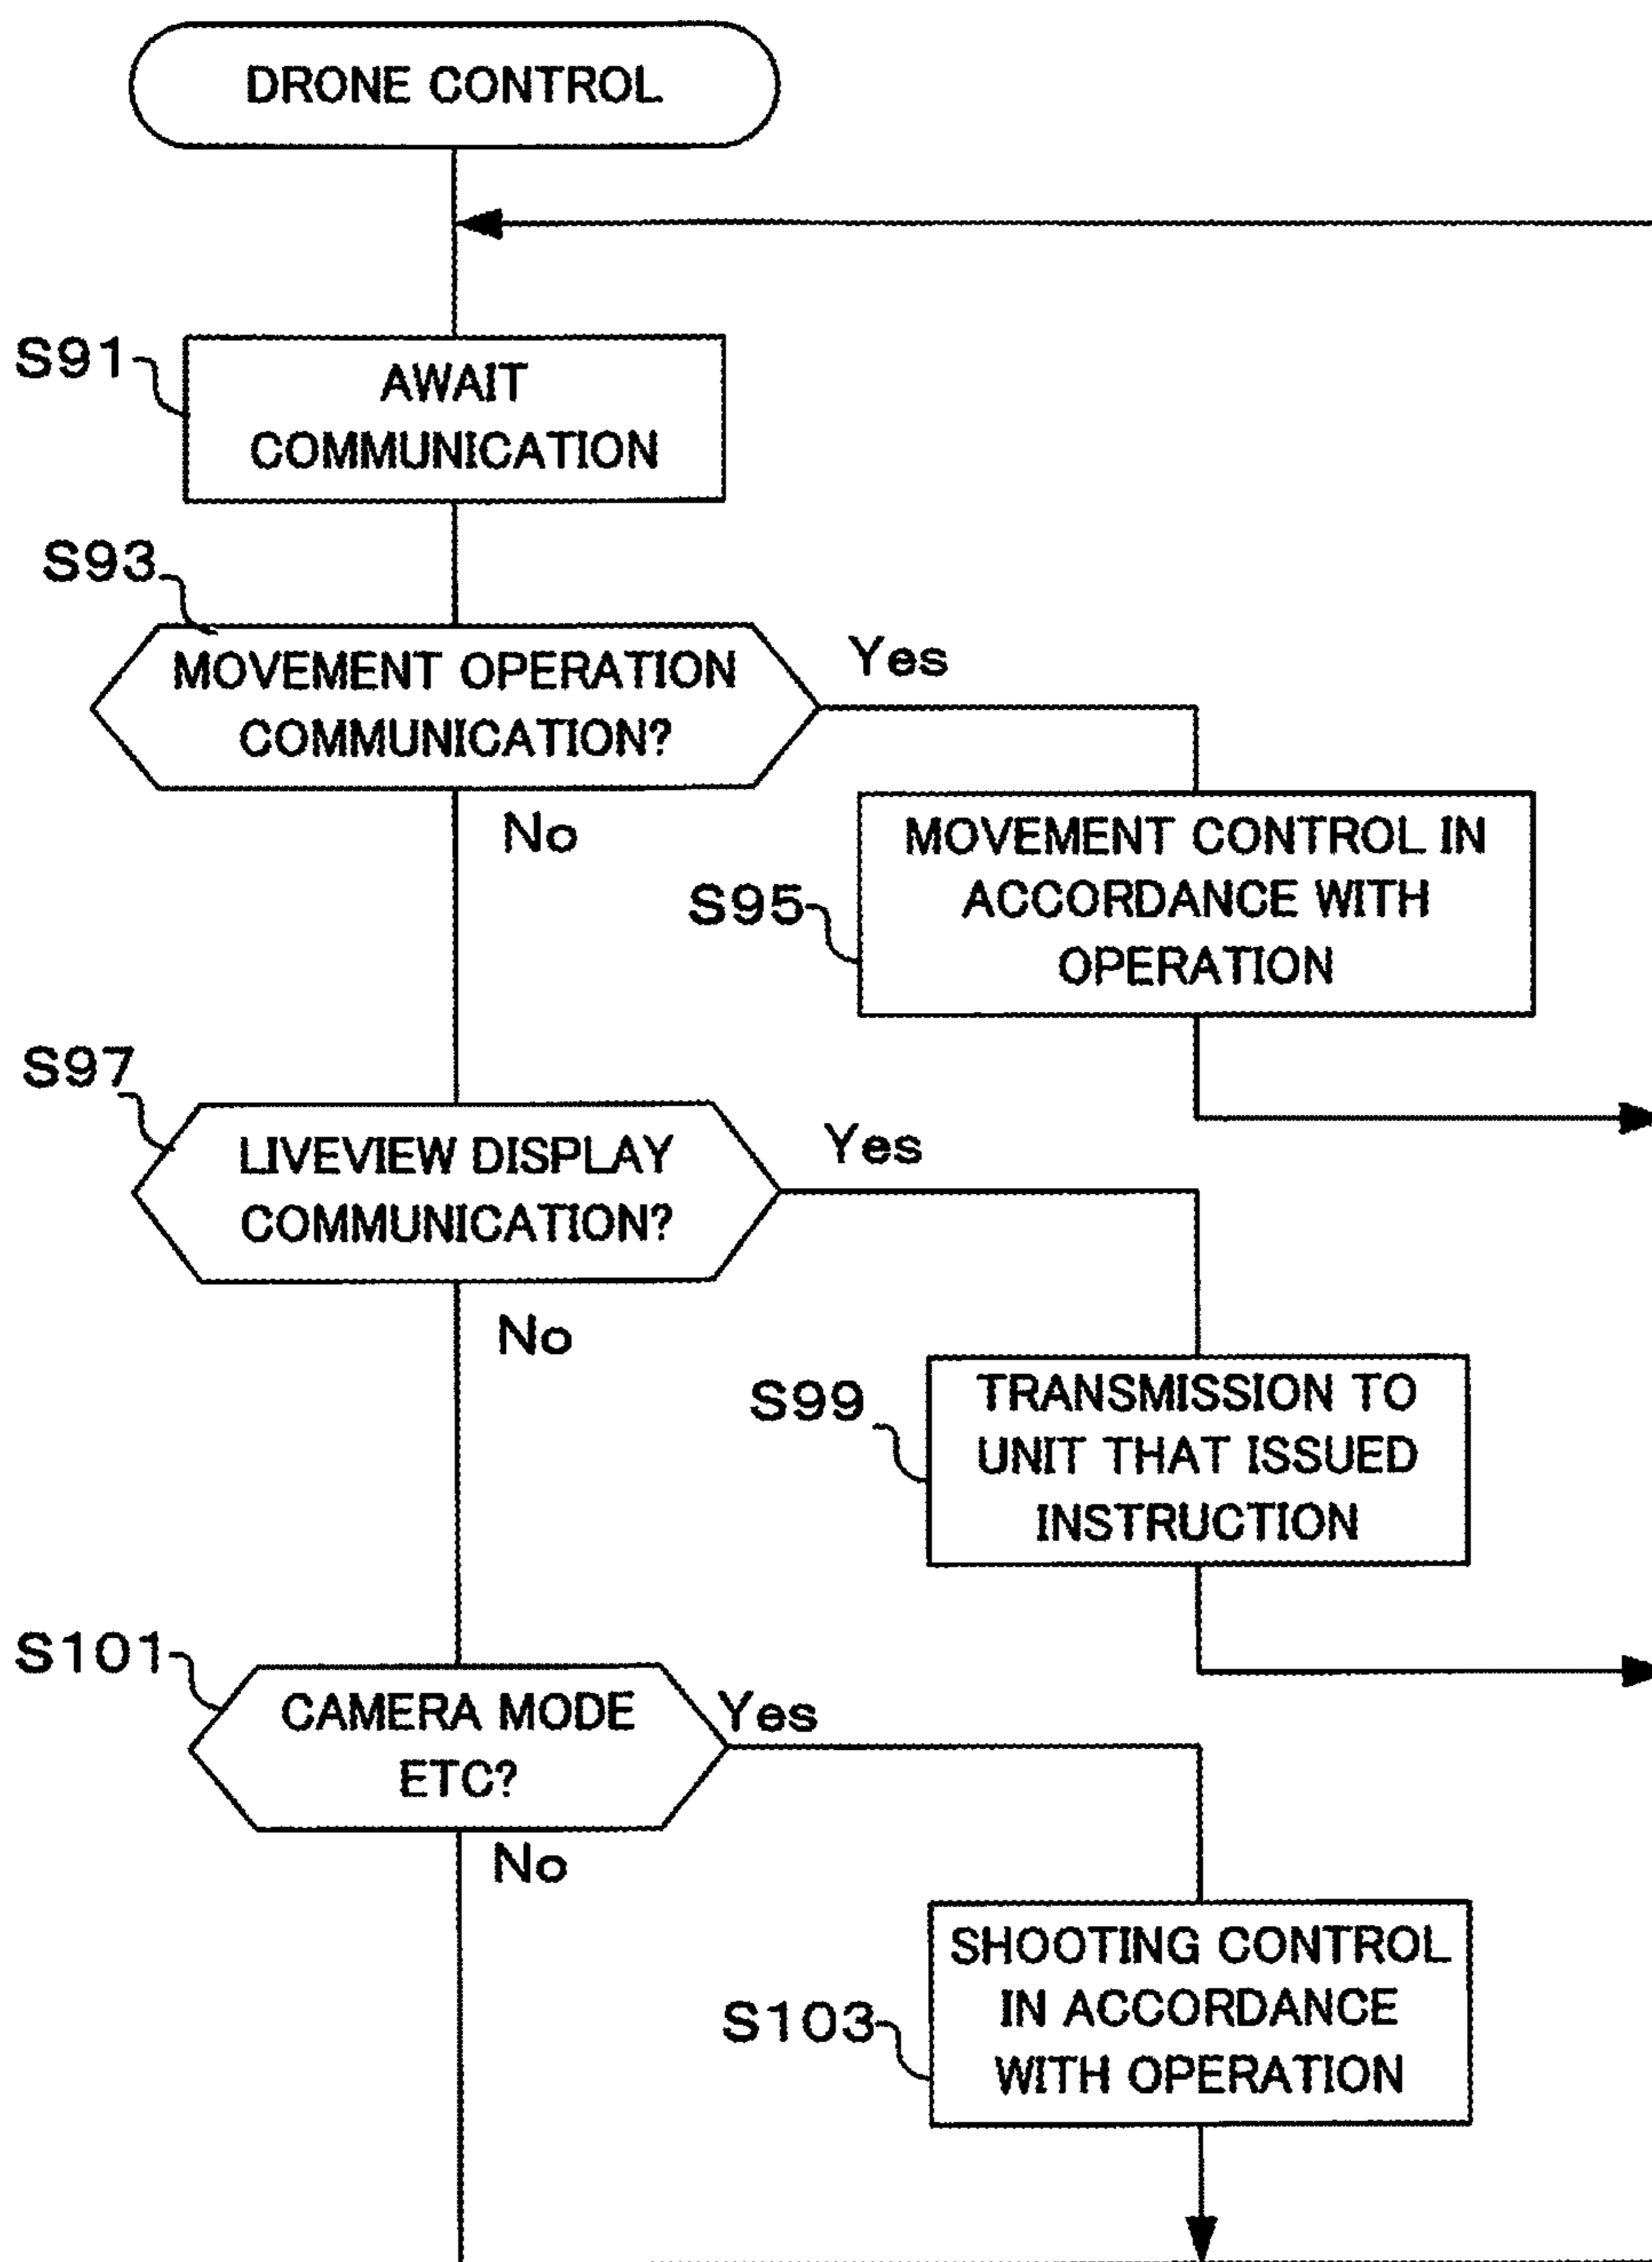 DRONE CONTROL
S91
AWAIT
COMMUNICATION
S93
MOVEMENT OPERATION
COMMUNICATION?
Yes
No
S95
MOVEMENT CONTROL IN
ACCORDANCE WITH
OPERATION
S97
LIVEVIEW DISPLAY
COMMUNICATION?
Yes
No
S99
TRANSMISSION TO
UNIT THAT ISSUED
INSTRUCTION
S101
CAMERA MODE
ETC?
Yes
No
S103
SHOOTING CONTROL
IN ACCORDANCE
WITH OPERATION